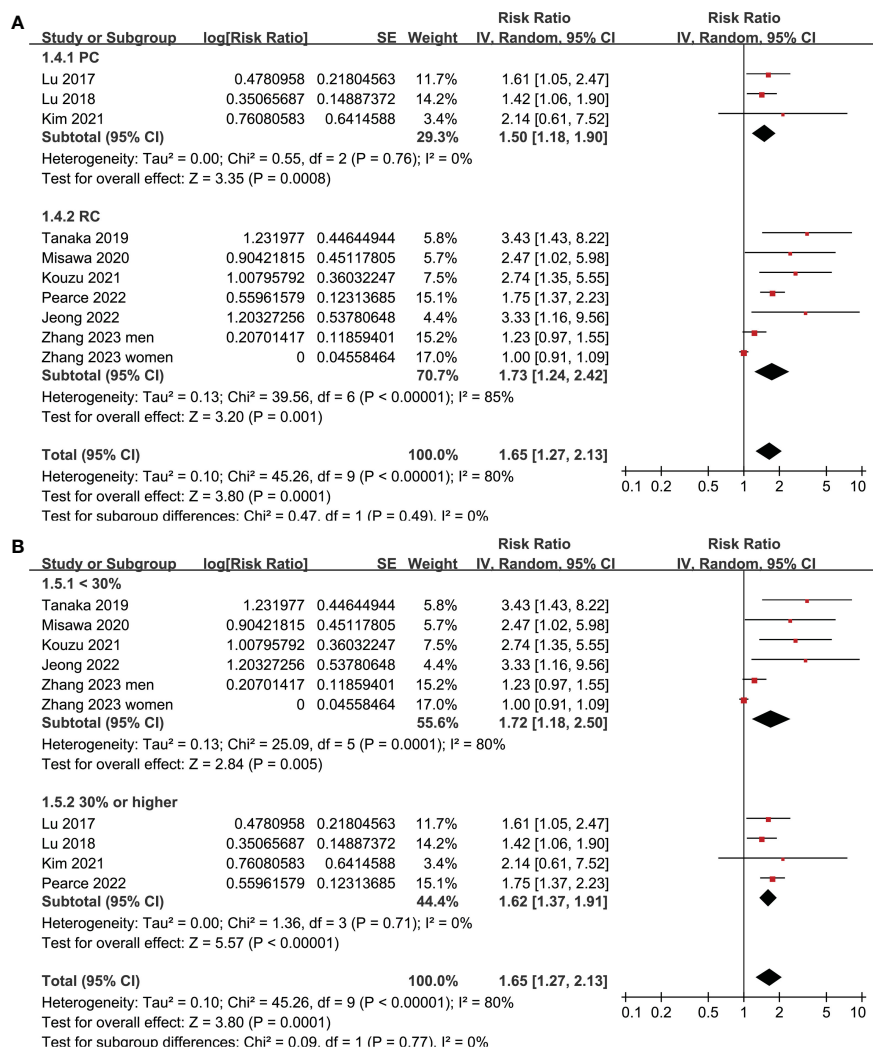 A
Risk Ratio Risk Ratio
Study or Subgroup log[Risk Ratio] SE Weight IV, Random, 95% CI IV, Random, 95% CI
1.4.1 PC
Lu 2017 0.4780958 0.21804563 11.7% 1.61 [1.05, 2.47]
Lu 2018 0.35065687 0.14887372 14.2% 1.42 [1.06, 1.90]
Kim 2021 0.76080583 0.6414588 3.4% 2.14 [0.61, 7.52]
Subtotal (95% CI) 29.3% 1.50 [1.18, 1.90]
Heterogeneity: Tau² = 0.00; Chi² = 0.55, df = 2 (P = 0.76); I² = 0%
Test for overall effect: Z = 3.35 (P = 0.0008)
1.4.2 RC
Tanaka 2019 1.231977 0.44644944 5.8% 3.43 [1.43, 8.22]
Misawa 2020 0.90421815 0.45117805 5.7% 2.47 [1.02, 5.98]
Kouzu 2021 1.00795792 0.36032247 7.5% 2.74 [1.35, 5.55]
Pearce 2022 0.55961579 0.12313685 15.1% 1.75 [1.37, 2.23]
Jeong 2022 1.20327256 0.53780648 4.4% 3.33 [1.16, 9.56]
Zhang 2023 men 0.20701417 0.11859401 15.2% 1.23 [0.97, 1.55]
Zhang 2023 women 0 0.04558464 17.0% 1.00 [0.91, 1.09]
Subtotal (95% CI) 70.7% 1.73 [1.24, 2.42]
Heterogeneity: Tau² = 0.13; Chi² = 39.56, df = 6 (P < 0.00001); I² = 85%
Test for overall effect: Z = 3.20 (P = 0.001)
Total (95% CI) 100.0% 1.65 [1.27, 2.13]
Heterogeneity: Tau² = 0.10; Chi² = 45.26, df = 9 (P < 0.00001); I² = 80%
Test for overall effect: Z = 3.80 (P = 0.0001)
Test for subgroup differences: Chi² = 0.47, df = 1 (P = 0.49), I² = 0%
0.1 0.2 0.5 1 2 5 10
B
Risk Ratio Risk Ratio
Study or Subgroup log[Risk Ratio] SE Weight IV, Random, 95% CI IV, Random, 95% CI
1.5.1 < 30%
Tanaka 2019 1.231977 0.44644944 5.8% 3.43 [1.43, 8.22]
Misawa 2020 0.90421815 0.45117805 5.7% 2.47 [1.02, 5.98]
Kouzu 2021 1.00795792 0.36032247 7.5% 2.74 [1.35, 5.55]
Jeong 2022 1.20327256 0.53780648 4.4% 3.33 [1.16, 9.56]
Zhang 2023 men 0.20701417 0.11859401 15.2% 1.23 [0.97, 1.55]
Zhang 2023 women 0 0.04558464 17.0% 1.00 [0.91, 1.09]
Subtotal (95% CI) 55.6% 1.72 [1.18, 2.50]
Heterogeneity: Tau² = 0.13; Chi² = 25.09, df = 5 (P = 0.0001); I² = 80%
Test for overall effect: Z = 2.84 (P = 0.005)
1.5.2 30% or higher
Lu 2017 0.4780958 0.21804563 11.7% 1.61 [1.05, 2.47]
Lu 2018 0.35065687 0.14887372 14.2% 1.42 [1.06, 1.90]
Kim 2021 0.76080583 0.6414588 3.4% 2.14 [0.61, 7.52]
Pearce 2022 0.55961579 0.12313685 15.1% 1.75 [1.37, 2.23]
Subtotal (95% CI) 44.4% 1.62 [1.37, 1.91]
Heterogeneity: Tau² = 0.00; Chi² = 1.36, df = 3 (P = 0.71); I² = 0%
Test for overall effect: Z = 5.57 (P < 0.00001)
Total (95% CI) 100.0% 1.65 [1.27, 2.13]
Heterogeneity: Tau² = 0.10; Chi² = 45.26, df = 9 (P < 0.00001); I² = 80%
Test for overall effect: Z = 3.80 (P = 0.0001)
Test for subgroup differences: Chi² = 0.09, df = 1 (P = 0.77), I² = 0%
0.1 0.2 0.5 1 2 5 10